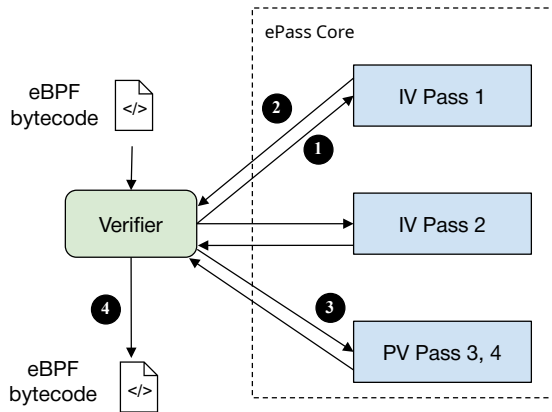 ePass Core
eBPF
bytecode
</>
IV Pass 1
2
1
Verifier
IV Pass 2
3
4
PV Pass 3, 4
eBPF
bytecode
</>